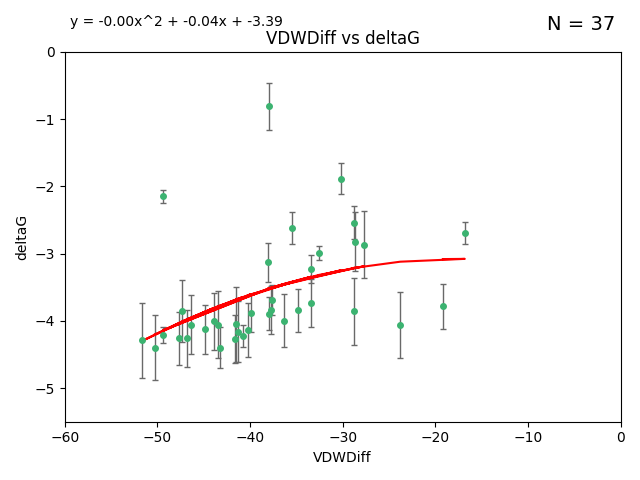 y = -0.00x^2 + -0.04x + -3.39
N = 37
VDWDiff vs deltaG
0
−1
−2
−3
−4
−5
deltaG
−60 −50 −40 −30 −20 −10 0
VDWDiff